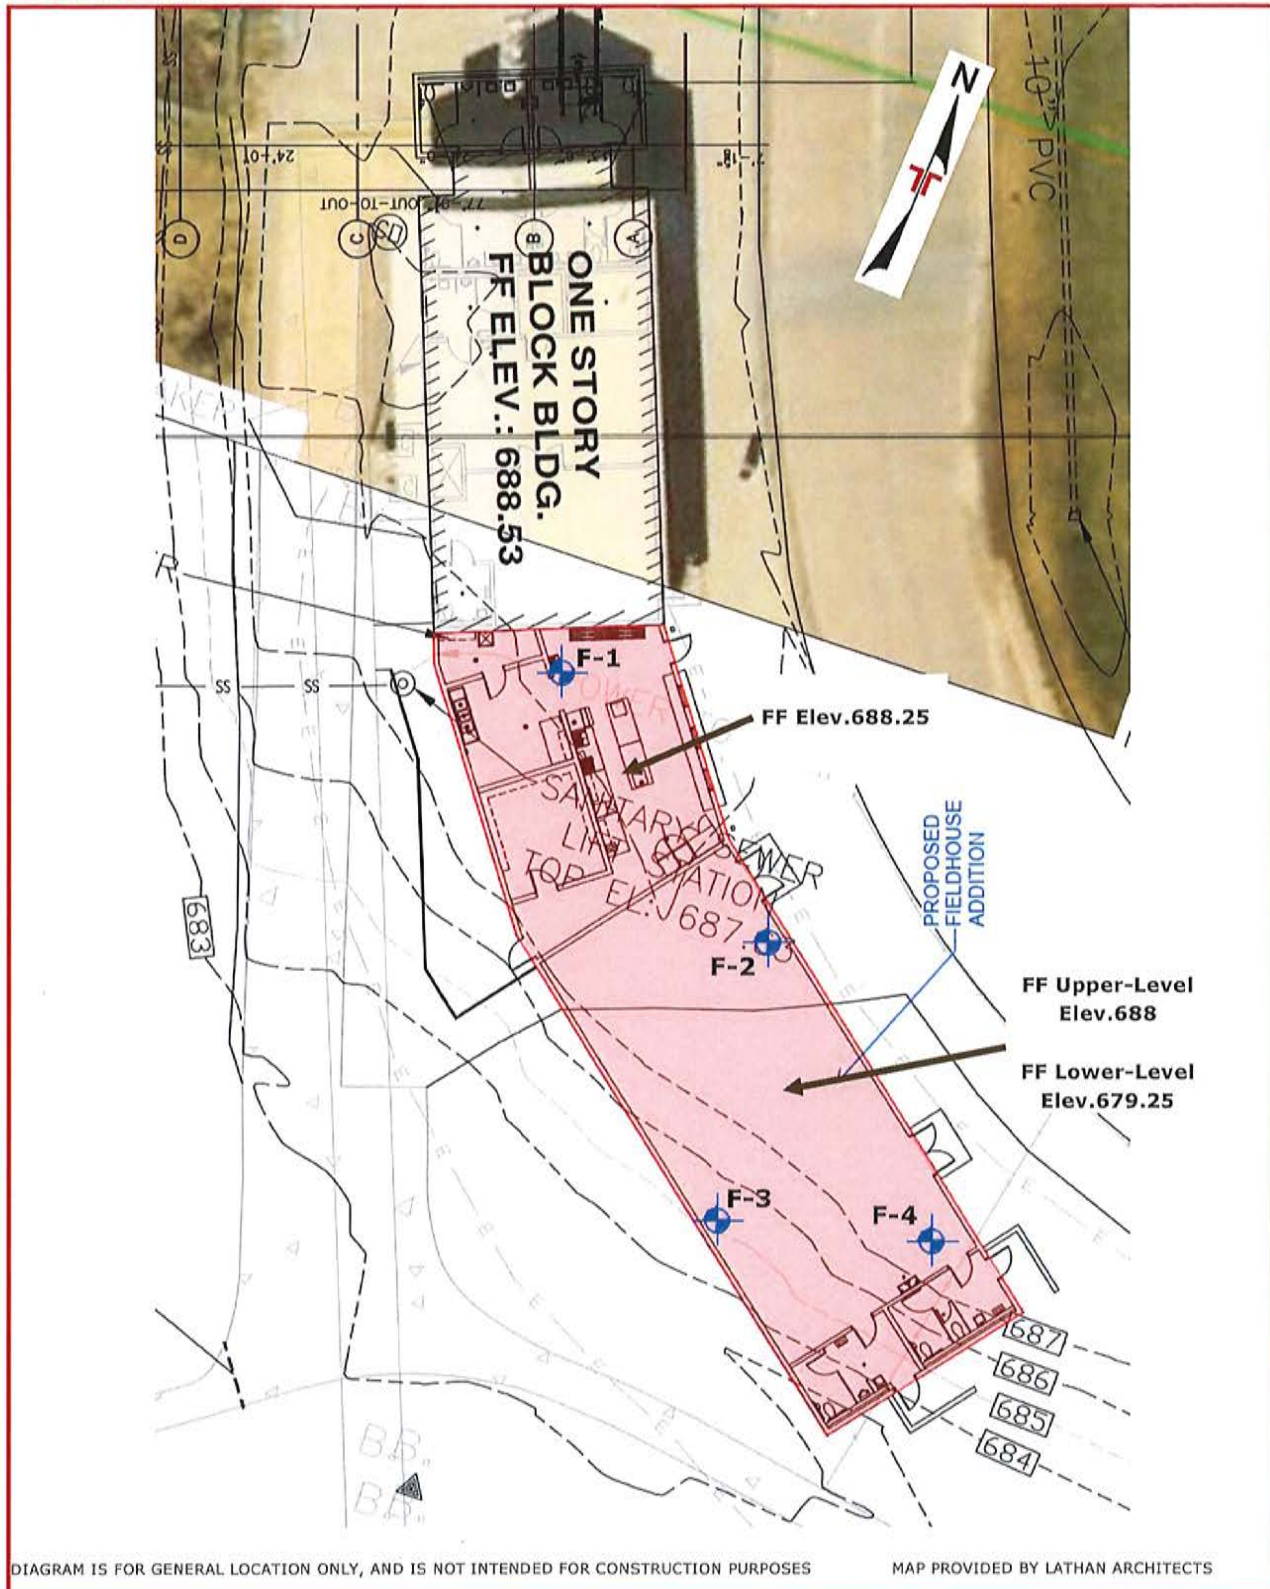 N
10" PVC
24'-0"
77'-9" OUT-TO-OUT
D
C
B
A
ONE STORY
BLOCK BLDG.
FF ELEV.: 688.53
R
F-1
SS
SS
FF Elev.688.25
SANITARY SEWER
LIFT STATION
TOP EL: 687.
PROPOSED
FIELDHOUSE
ADDITION
683
F-2
FF Upper-Level
Elev.688
FF Lower-Level
Elev.679.25
F-3
F-4
687
686
685
684
B.B.
B.B.
DIAGRAM IS FOR GENERAL LOCATION ONLY, AND IS NOT INTENDED FOR CONSTRUCTION PURPOSES
MAP PROVIDED BY LATHAN ARCHITECTS